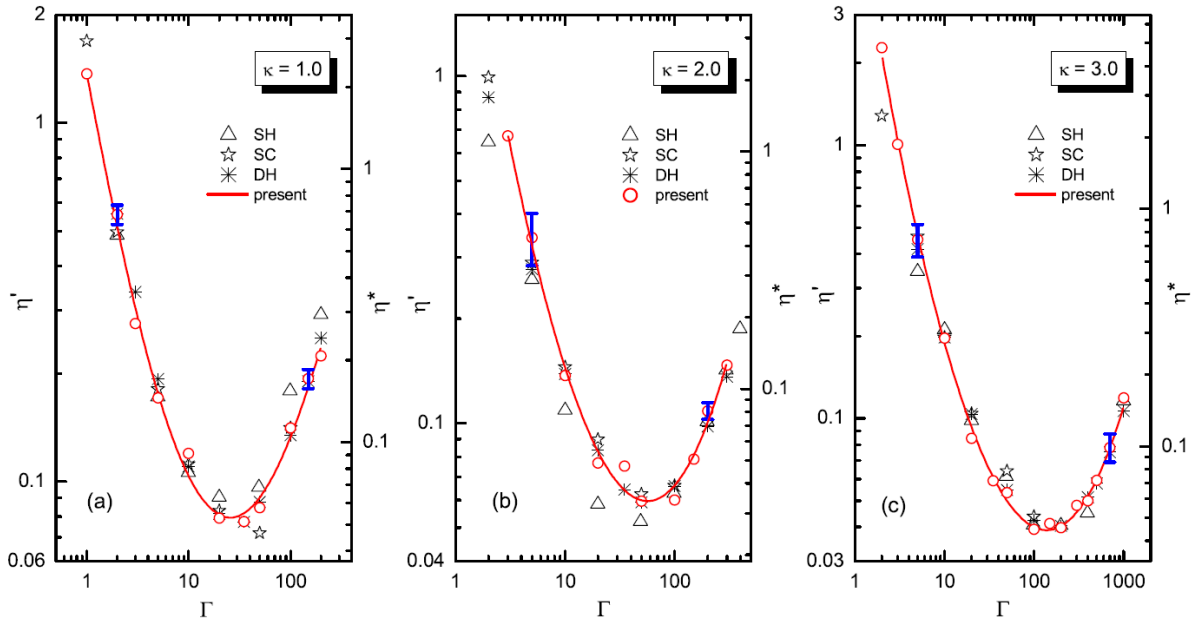 2
κ = 1.0
1
SH
SC
DH
present
1
η'
η*
0.1
0.1
(a)
0.06
1
10
100
Γ
1
κ = 2.0
SH
SC
DH
present
1
η'
η*
0.1
0.1
(b)
0.04
1
10
100
Γ
3
κ = 3.0
1
SH
SC
DH
present
1
η'
η*
0.1
0.1
(c)
0.03
1
10
100
1000
Γ